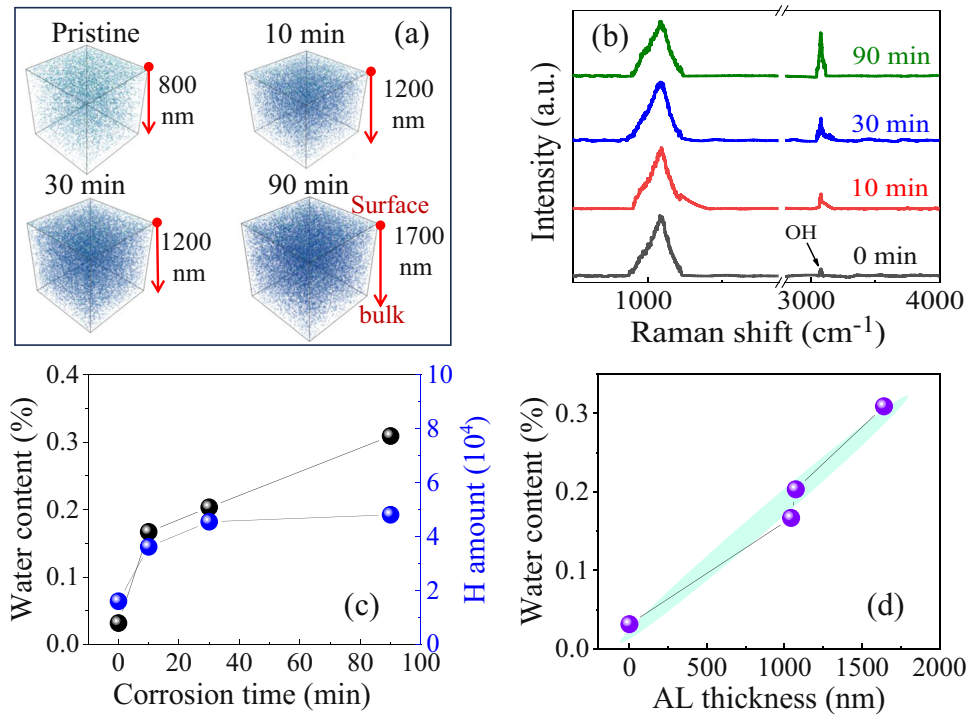 Pristine
10 min
(a)
800
nm
1200
nm
30 min
90 min
Surface
1200
nm
1700
nm
bulk
(b)
90 min
30 min
10 min
OH
0 min
Intensity (a.u.)
1000
3000
4000
Raman shift (cm⁻¹)
0.4
0.3
0.2
0.1
0.0
Water content (%)
10
8
6
4
2
0
H amount (10⁴)
(c)
0
20
40
60
80
100
Corrosion time (min)
0.3
0.2
0.1
0.0
Water content (%)
(d)
0
500
1000
1500
2000
AL thickness (nm)